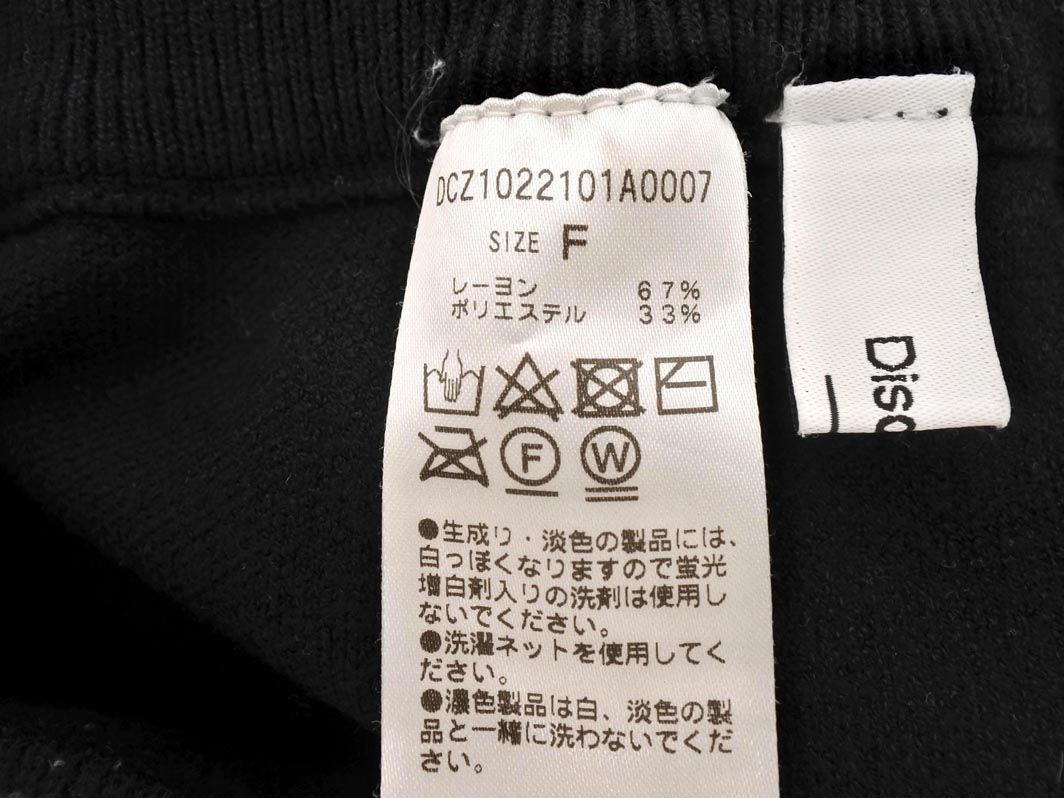 DCZ1022101A0007
SIZE F
レーヨン 67%
ポリエステル 33%
F W
●生成り・淡色の製品には、
白っぽくなりますので蛍光
増白剤入りの洗剤は使用し
ないでください。
●洗濯ネットを使用してく
ださい。
●濃色製品は白、淡色の製
品と一緒に洗わないでくだ
さい。